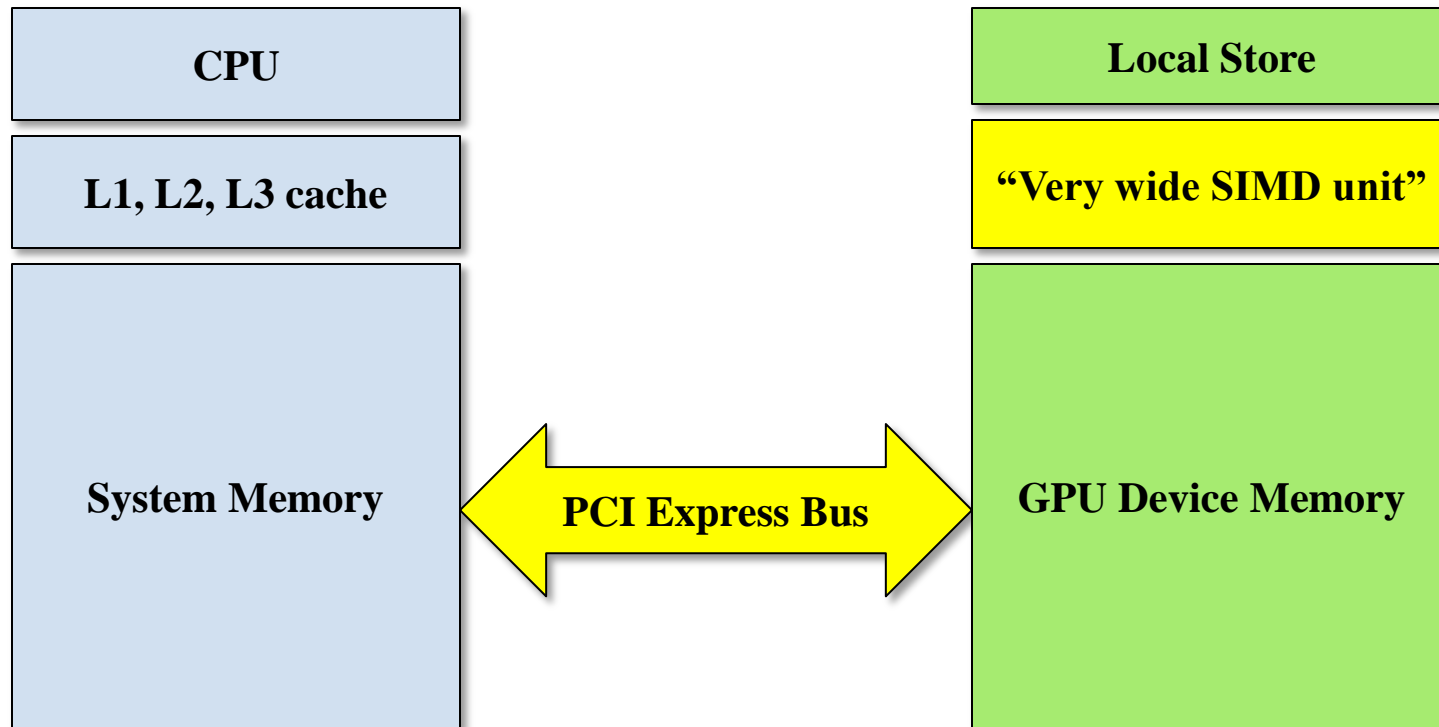 CPU
L1, L2, L3 cache
System Memory
PCI Express Bus
Local Store
“Very wide SIMD unit”
GPU Device Memory